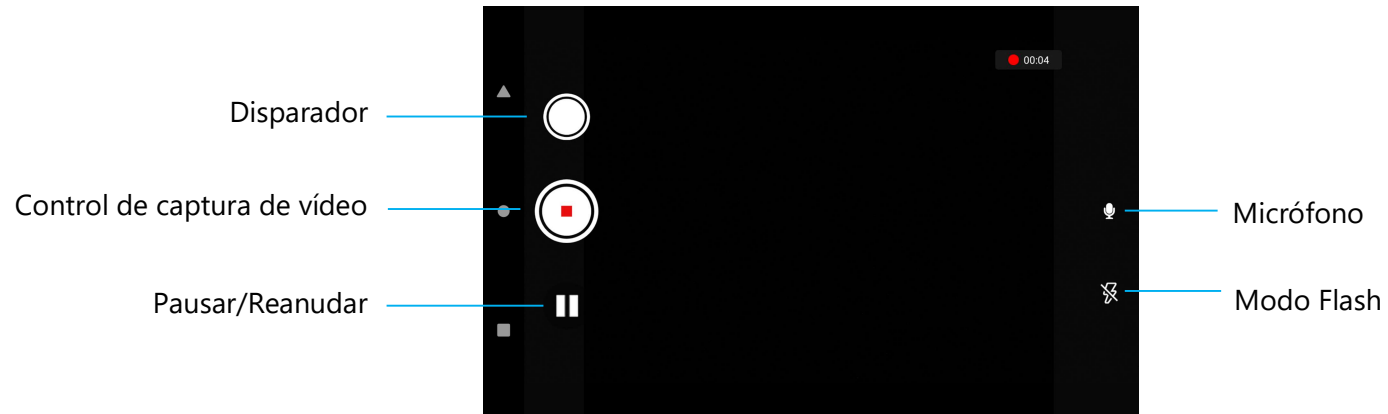 00:04
Disparador
Control de captura de vídeo
Micrófono
Modo Flash
Pausar/Reanudar